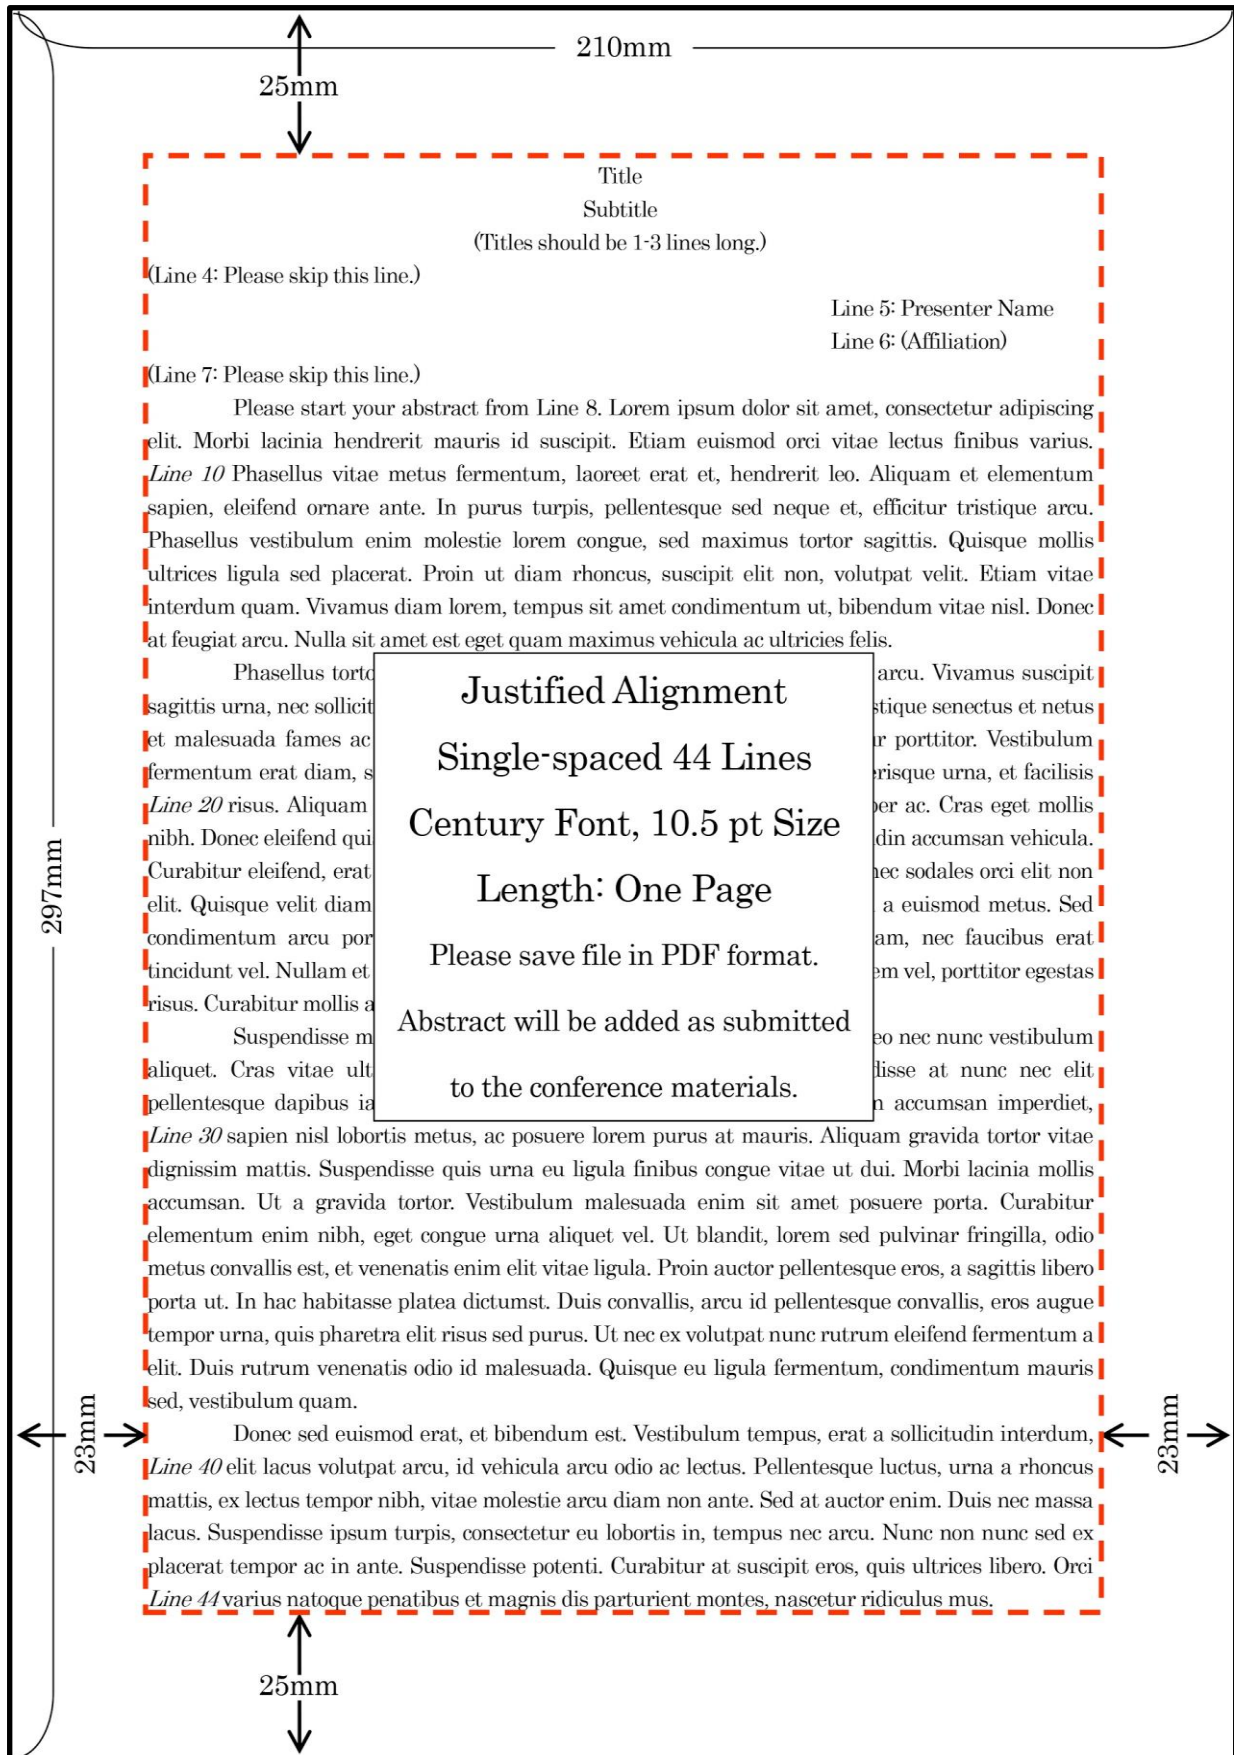 210mm
25mm
Title
Subtitle
(Titles should be 1-3 lines long.)
(Line 4: Please skip this line.)
Line 5: Presenter Name
Line 6: (Affiliation)
(Line 7: Please skip this line.)
Please start your abstract from Line 8. Lorem ipsum dolor sit amet, consectetur adipiscing
elit. Morbi lacinia hendrerit mauris id suscipit. Etiam euismod orci vitae lectus finibus varius.
Line 10 Phasellus vitae metus fermentum, laoreet erat et, hendrerit leo. Aliquam et elementum
sapien, eleifend ornare ante. In purus turpis, pellentesque sed neque et, efficitur tristique arcu.
Phasellus vestibulum enim molestie lorem congue, sed maximus tortor sagittis. Quisque mollis
ultrices ligula sed placerat. Proin ut diam rhoncus, suscipit elit non, volutpat velit. Etiam vitae
interdum quam. Vivamus diam lorem, tempus sit amet condimentum ut, bibendum vitae nisl. Donec
at feugiat arcu. Nulla sit amet est eget quam maximus vehicula ac ultricies felis.
Phasellus arcu. Vivamus suscipit
sagittis urna, nec senectus et netus
et malesuada fames ac porttitor. Vestibulum
fermentum erat diam, urna, et facilisis
Line 20 risus. Aliquam ac. Cras eget mollis
nibh. Donec eleifend accumsan vehicula.
Curabitur eleifend, erat sodales orci elit non
elit. Quisque velit diam a euismod metus. Sed
condimentum arcu nec faucibus erat
tincidunt vel. Nullam et vel, porttitor egestas
risus. Curabitur mollis
Suspendisse nec nunc vestibulum
aliquet. Cras vitae at nunc nec elit
pellentesque dapibus accumsan imperdiet,
Justified Alignment
Single-spaced 44 Lines
Century Font, 10.5 pt Size
Length: One Page
Please save file in PDF format.
Abstract will be added as submitted
to the conference materials.
Line 30 sapien nisl lobortis metus, ac posuere lorem purus at mauris. Aliquam gravida tortor vitae
dignissim mattis. Suspendisse quis urna eu ligula finibus congue vitae ut dui. Morbi lacinia mollis
accumsan. Ut a gravida tortor. Vestibulum malesuada enim sit amet posuere porta. Curabitur
elementum enim nibh, eget congue urna aliquet vel. Ut blandit, lorem sed pulvinar fringilla, odio
metus convallis est, et venenatis enim elit vitae ligula. Proin auctor pellentesque eros, a sagittis libero
porta ut. In hac habitasse platea dictumst. Duis convallis, arcu id pellentesque convallis, eros augue
tempor urna, quis pharetra elit risus sed purus. Ut nec ex volutpat nunc rutrum eleifend fermentum a
elit. Duis rutrum venenatis odio id malesuada. Quisque eu ligula fermentum, condimentum mauris
sed, vestibulum quam.
Donec sed euismod erat, et bibendum est. Vestibulum tempus, erat a sollicitudin interdum,
Line 40 elit lacus volutpat arcu, id vehicula arcu odio ac lectus. Pellentesque luctus, urna a rhoncus
mattis, ex lectus tempor nibh, vitae molestie arcu diam non ante. Sed at auctor enim. Duis nec massa
lacus. Suspendisse ipsum turpis, consectetur eu lobortis in, tempus nec arcu. Nunc non nunc sed ex
placerat tempor ac in ante. Suspendisse potenti. Curabitur at suscipit eros, quis ultrices libero. Orci
Line 44 varius natoque penatibus et magnis dis parturient montes, nascetur ridiculus mus.
297mm
23mm
23mm
25mm